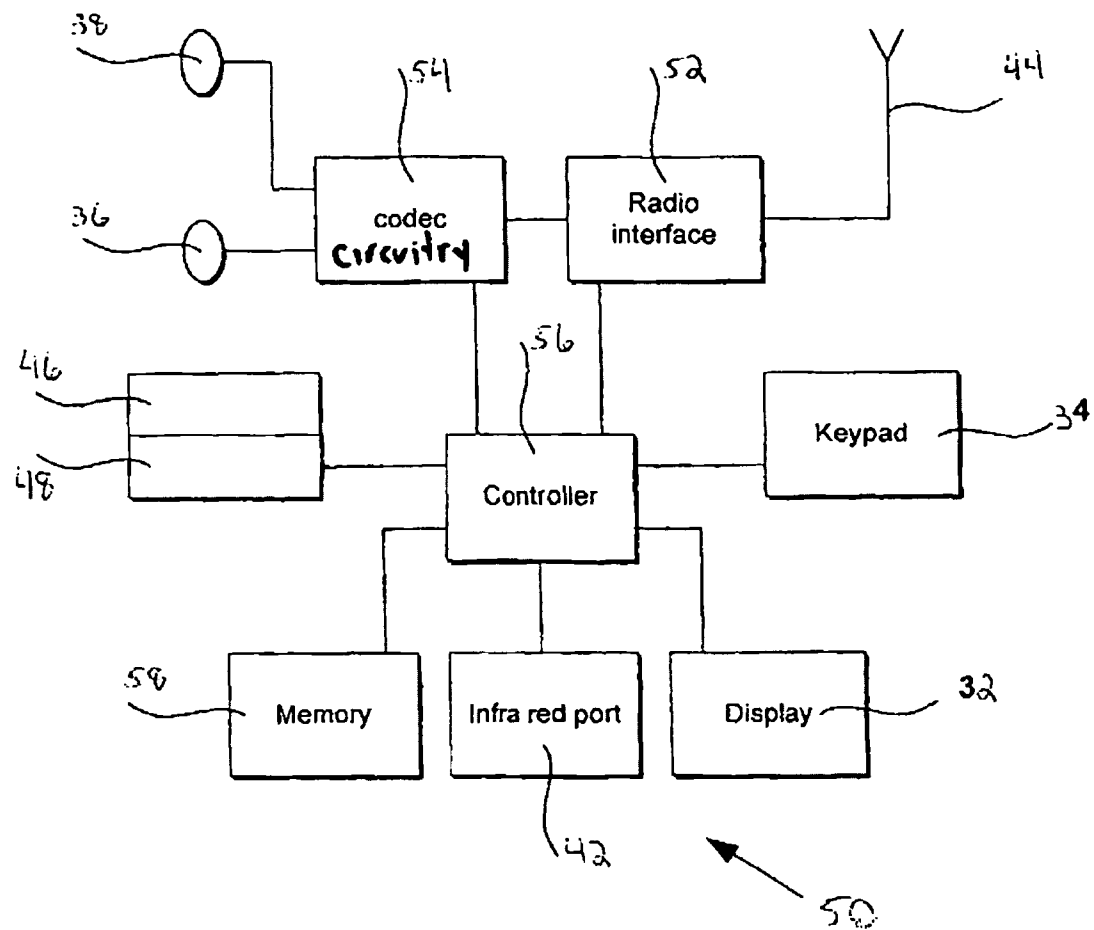 38
54
52
44
codec
circuitry
Radio
interface
36
56
46
48
Controller
Keypad
34
58
Memory
Infra red port
Display
32
42
50